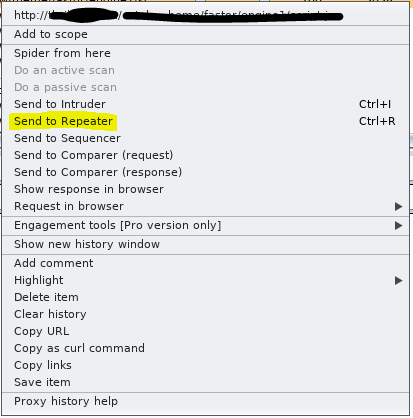 http://
Add to scope
Spider from here
Do an active scan
Do a passive scan
Send to Intruder Ctrl+I
Send to Repeater Ctrl+R
Send to Sequencer
Send to Comparer (request)
Send to Comparer (response)
Show response in browser
Request in browser
Engagement tools [Pro version only]
Show new history window
Add comment
Highlight
Delete item
Clear history
Copy URL
Copy as curl command
Copy links
Save item
Proxy history help